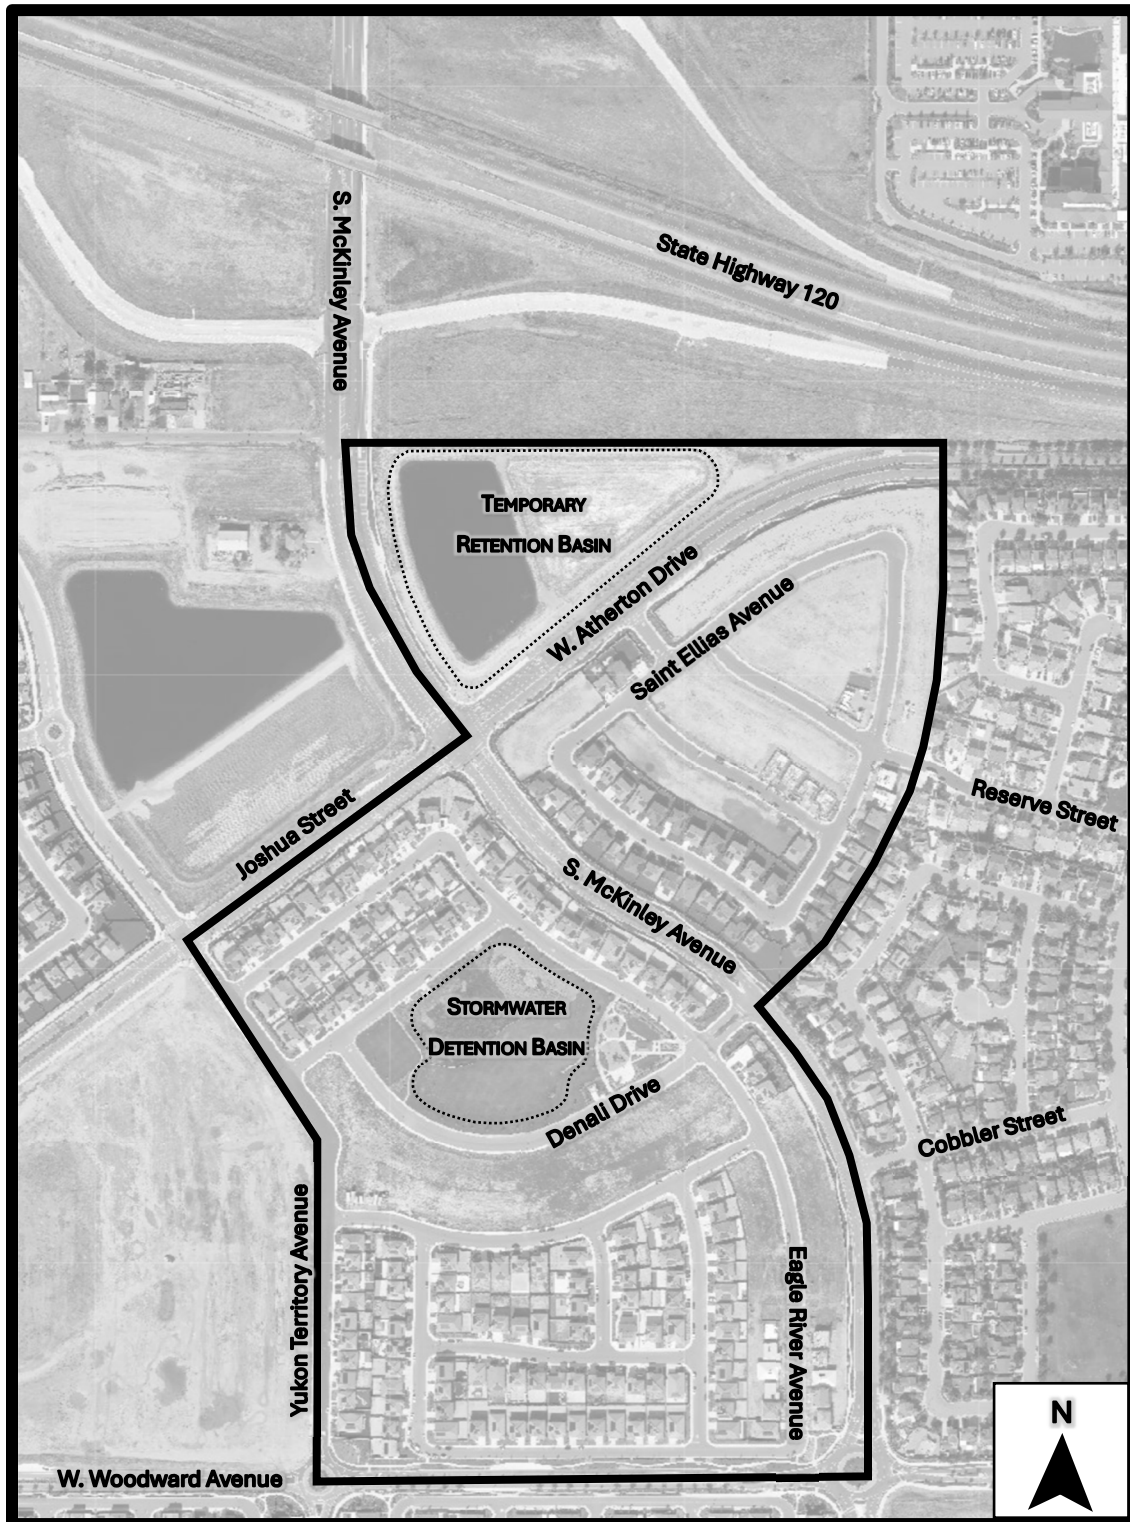 S. McKinley Avenue
State Highway 120
TEMPORARY
RETENTION BASIN
W. Atherton Drive
Saint Ellias Avenue
Reserve Street
Joshua Street
S. McKinley Avenue
STORMWATER
DETENTION BASIN
Denali Drive
Cobbler Street
Yukon Territory Avenue
Eagle River Avenue
N
W. Woodward Avenue